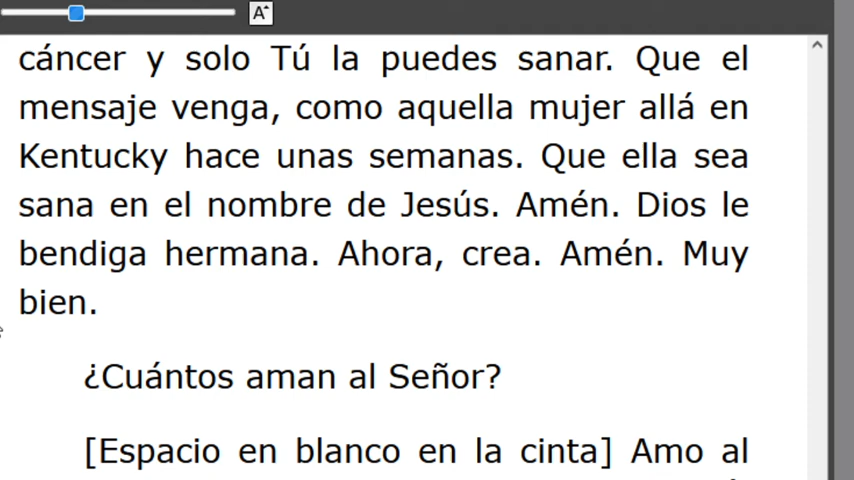 A
cáncer y solo Tú la puedes sanar. Que el
mensaje venga, como aquella mujer allá en
Kentucky hace unas semanas. Que ella sea
sana en el nombre de Jesús. Amén. Dios le
bendiga hermana. Ahora, crea. Amén. Muy
bien.
¿Cuántos aman al Señor?
[Espacio en blanco en la cinta] Amo al